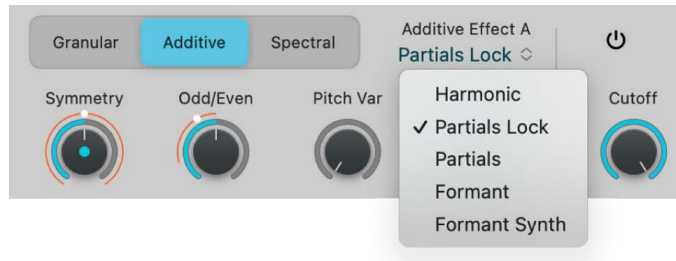 Granular
Additive
Spectral
Additive Effect A
Partials Lock
Symmetry
Odd/Even
Pitch Var
Cutoff
Harmonic
✓ Partials Lock
Partials
Formant
Formant Synth